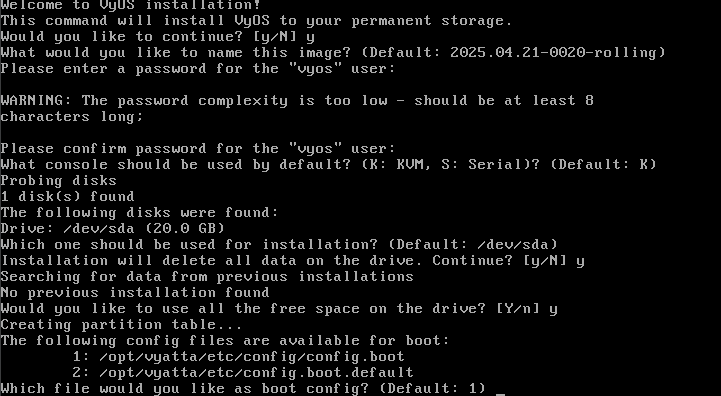 Welcome to VyOS installation!
This command will install VyOS to your permanent storage.
Would you like to continue? [y/N] y
What would you like to name this image? (Default: 2025.04.21-0020-rolling)
Please enter a password for the "vyos" user:
WARNING: The password complexity is too low - should be at least 8
characters long;
Please confirm password for the "vyos" user:
What console should be used by default? (K: KVM, S: Serial)? (Default: K)
Probing disks
1 disk(s) found
The following disks were found:
Drive: /dev/sda (20.0 GB)
Which one should be used for installation? (Default: /dev/sda)
Installation will delete all data on the drive. Continue? [y/N] y
Searching for data from previous installations
No previous installation found
Would you like to use all the free space on the drive? [Y/n] y
Creating partition table...
The following config files are available for boot:
1: /opt/vyatta/etc/config/config.boot
2: /opt/vyatta/etc/config.boot.default
Which file would you like as boot config? (Default: 1) _